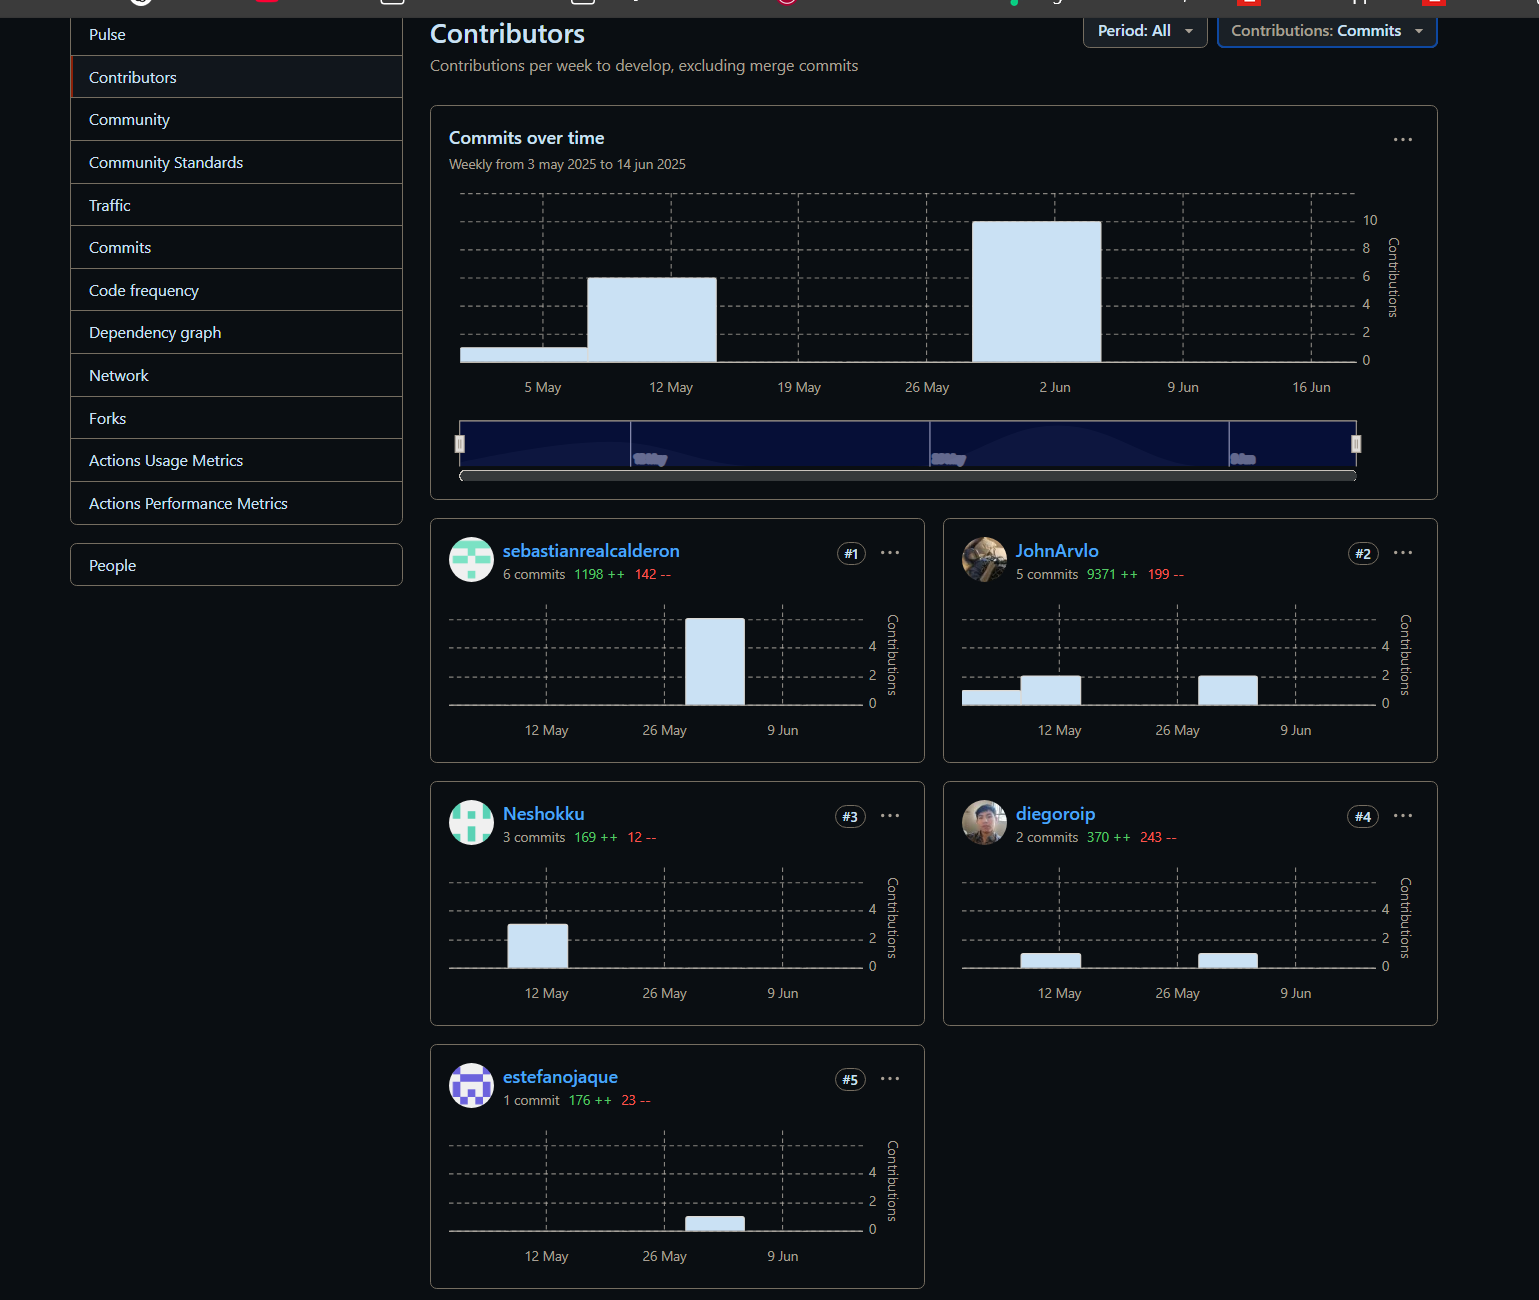 Pulse
Contributors
Community
Community Standards
Traffic
Commits
Code frequency
Dependency graph
Network
Forks
Actions Usage Metrics
Actions Performance Metrics
People
Contributors
Period: All
Contributions: Commits
Contributions per week to develop, excluding merge commits
Commits over time
Weekly from 3 may 2025 to 14 jun 2025
10
8
6
4
2
0
Contributions
5 May 12 May 19 May 26 May 2 Jun 9 Jun 16 Jun
sebastianrealcalderon #1
6 commits 1198 ++ 142 --
4
2
0
Contributions
12 May 26 May 9 Jun
JohnArvlo #2
5 commits 9371 ++ 199 --
4
2
0
Contributions
12 May 26 May 9 Jun
Neshokku #3
3 commits 169 ++ 12 --
4
2
0
Contributions
12 May 26 May 9 Jun
diegoroip #4
2 commits 370 ++ 243 --
4
2
0
Contributions
12 May 26 May 9 Jun
estefanojaque #5
1 commit 176 ++ 23 --
4
2
0
Contributions
12 May 26 May 9 Jun